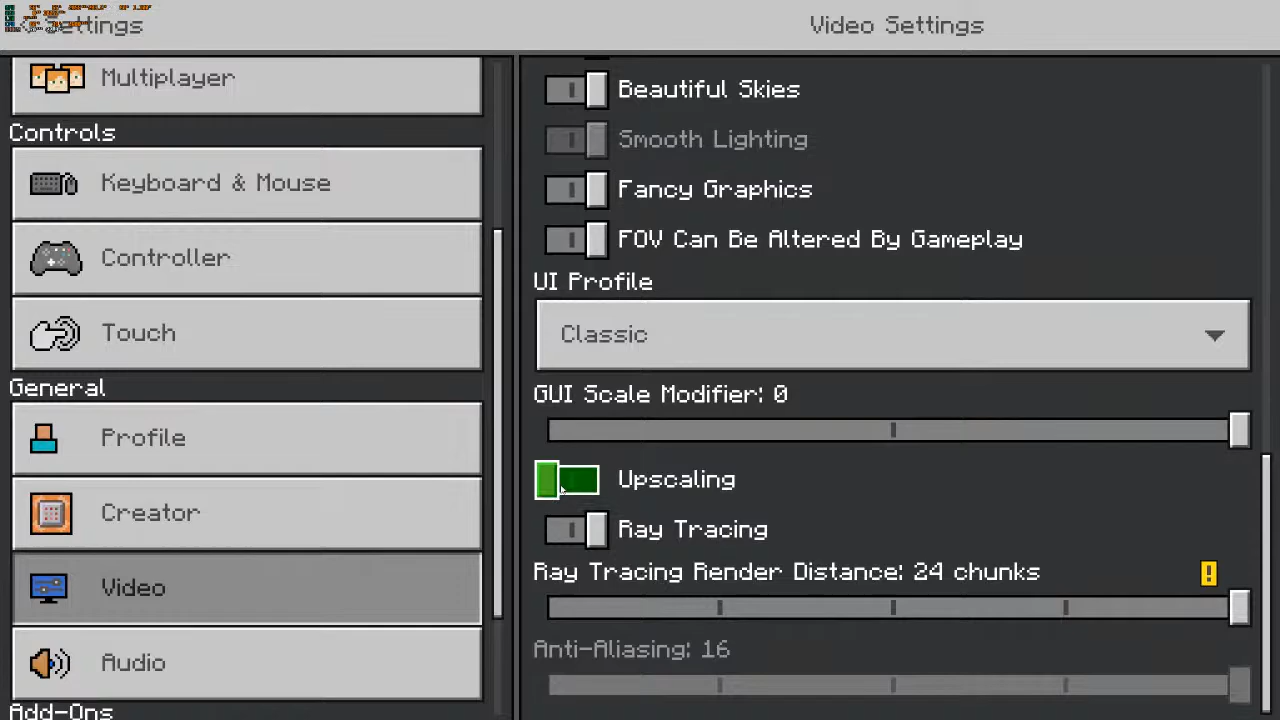 Settings
Video Settings
Multiplayer
Controls
Keyboard & Mouse
Controller
Touch
General
Profile
Creator
Video
Audio
Add-Ons
Beautiful Skies
Smooth Lighting
Fancy Graphics
FOV Can Be Altered By Gameplay
UI Profile
Classic
GUI Scale Modifier: 0
Upscaling
Ray Tracing
Ray Tracing Render Distance: 24 chunks
!
Anti-Aliasing: 16